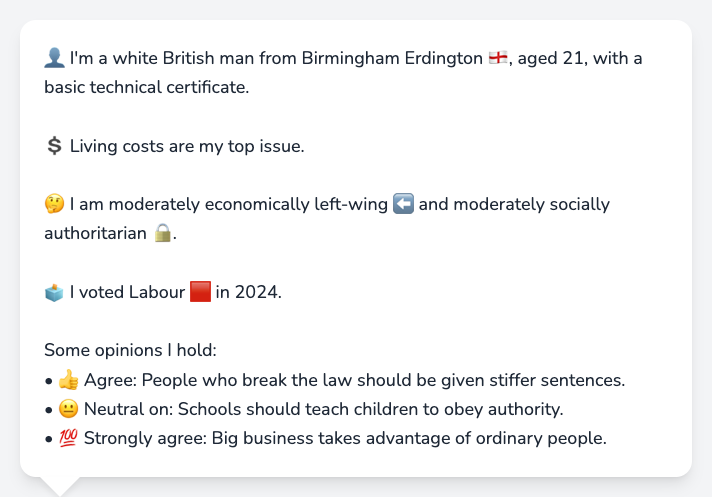 👤 I'm a white British man from Birmingham Erdington 🏴󠁧󠁢󠁥󠁮󠁧󠁿, aged 21, with a
basic technical certificate.
💲 Living costs are my top issue.
🤔 I am moderately economically left-wing ⬅️ and moderately socially
authoritarian 🔒.
🗳️ I voted Labour 🟥 in 2024.
Some opinions I hold:
• 👍 Agree: People who break the law should be given stiffer sentences.
• 😐 Neutral on: Schools should teach children to obey authority.
• 💯 Strongly agree: Big business takes advantage of ordinary people.